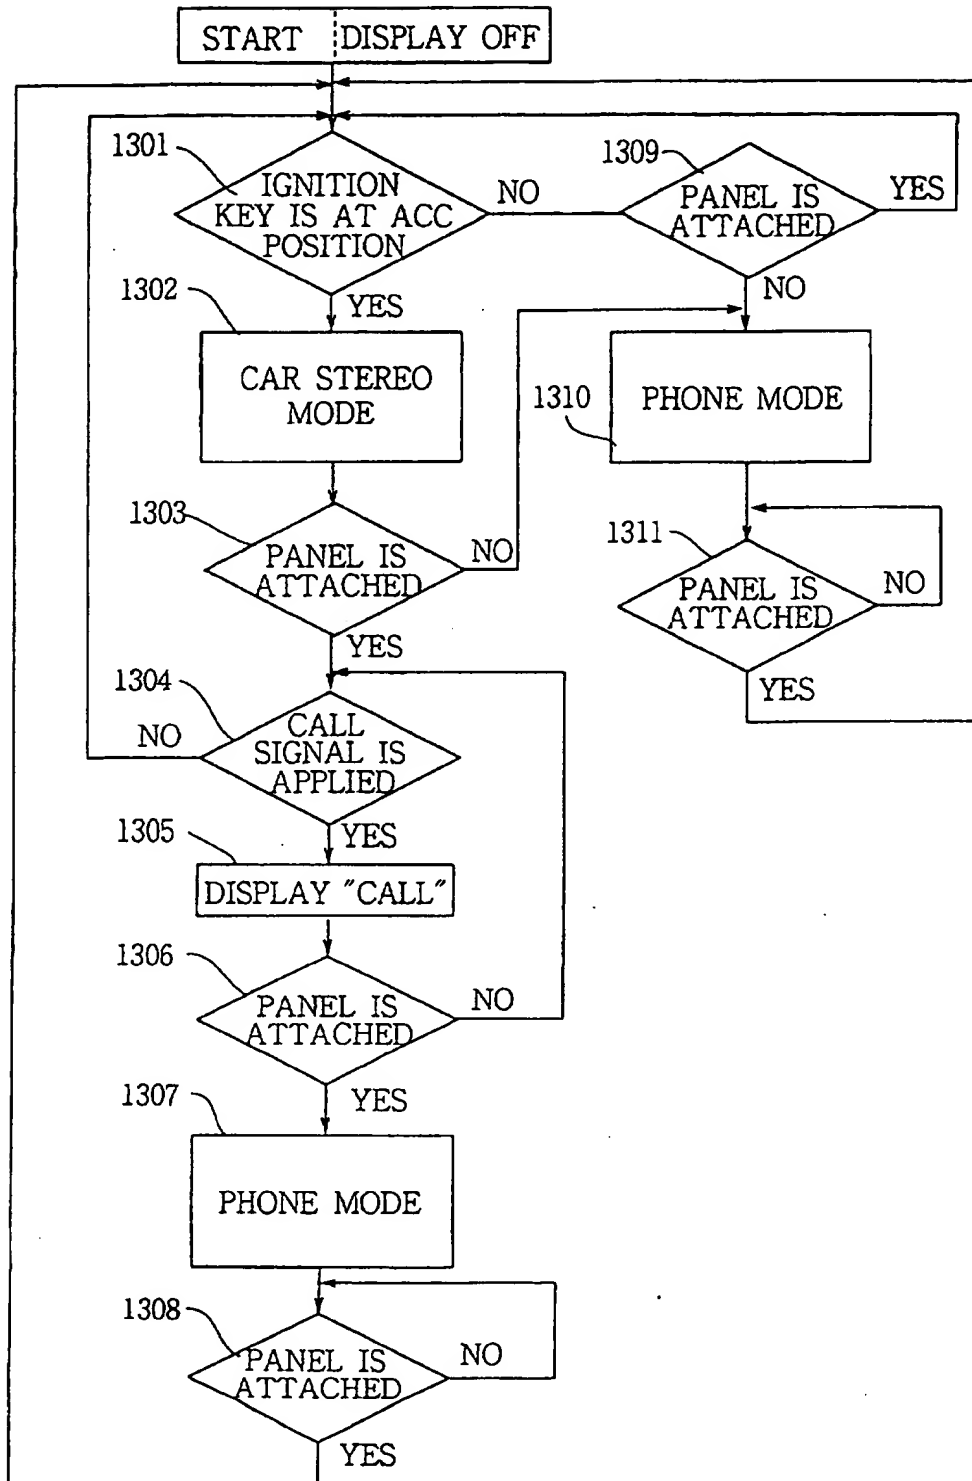 START DISPLAY OFF
1301
IGNITION
KEY IS AT ACC
POSITION
NO
1309
PANEL IS
ATTACHED
YES
YES
NO
1302
CAR STEREO
MODE
1310
PHONE MODE
1303
PANEL IS
ATTACHED
NO
1311
PANEL IS
ATTACHED
NO
YES
YES
1304
CALL
SIGNAL IS
APPLIED
NO
YES
1305
DISPLAY "CALL"
1306
PANEL IS
ATTACHED
NO
YES
1307
PHONE MODE
1308
PANEL IS
ATTACHED
NO
YES